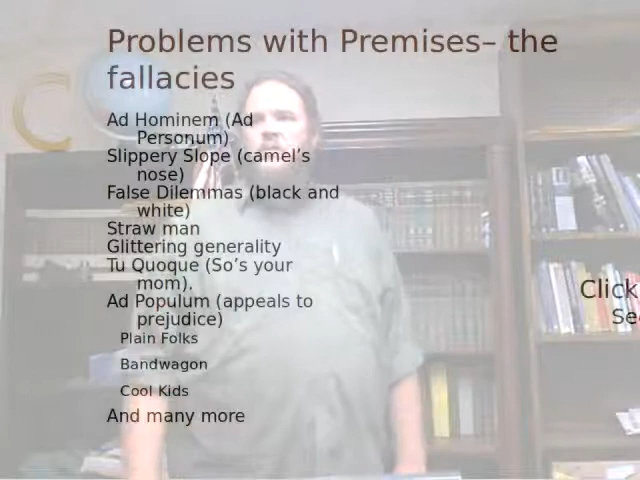 Problems with Premises– the
fallacies
Ad Hominem (Ad
Personum)
Slippery Slope (camel’s
nose)
False Dilemmas (black and
white)
Straw man
Glittering generality
Tu Quoque (So’s your
mom).
Ad Populum (appeals to
prejudice)
Plain Folks
Bandwagon
Cool Kids
And many more
Click